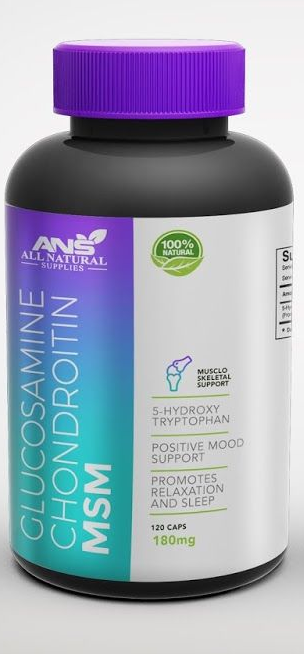 ANS
ALL NATURAL
SUPPLIES
GLUCOSAMINE
CHONDROITIN
MSM
100%
NATURAL
MUSCLO
SKELETAL
SUPPORT
5-HYDROXY
TRYPTOPHAN
POSITIVE MOOD
SUPPORT
PROMOTES
RELAXATION
AND SLEEP
120 CAPS
180mg